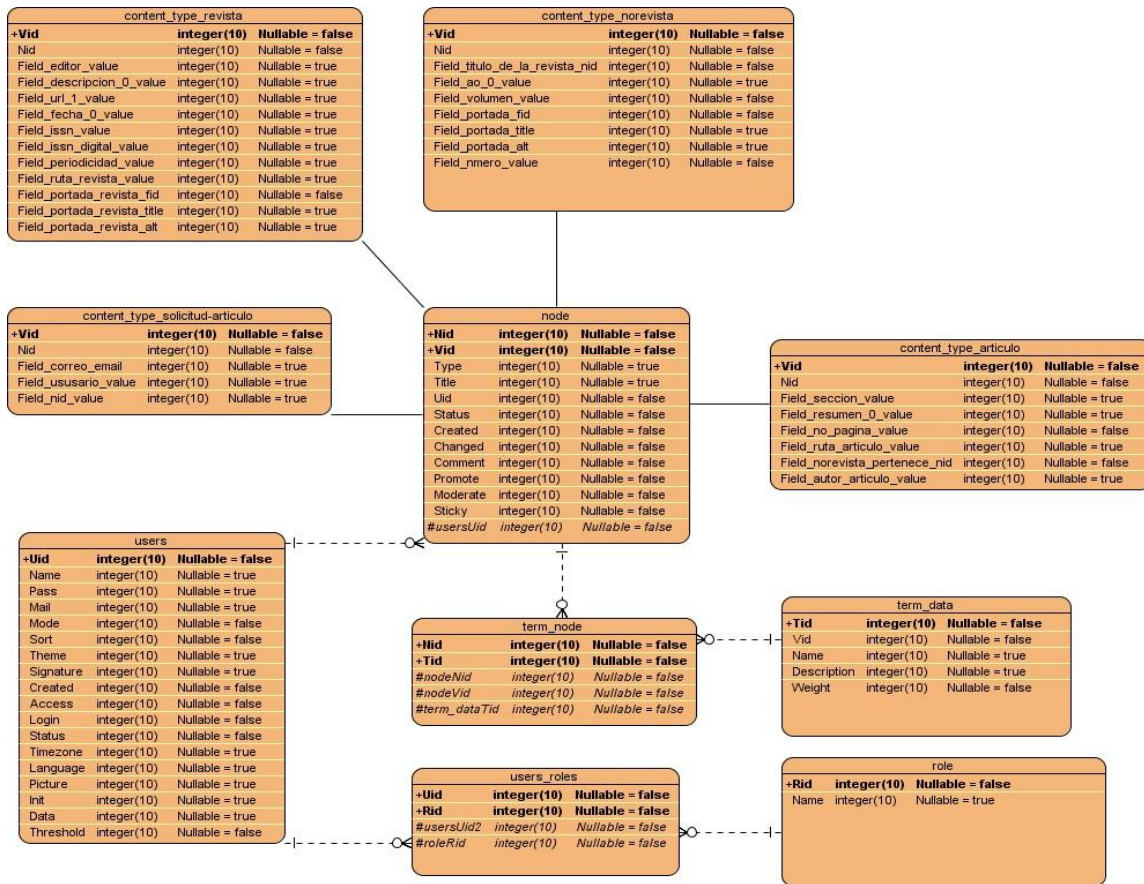 content_type_revista
+Vid integer(10) Nullable = false
Nid integer(10) Nullable = false
Field_editor_value integer(10) Nullable = true
Field_descripcion_0_value integer(10) Nullable = true
Field_url_1_value integer(10) Nullable = true
Field_fecha_0_value integer(10) Nullable = true
Field_issn_value integer(10) Nullable = true
Field_issn_digital_value integer(10) Nullable = true
Field_periodicidad_value integer(10) Nullable = true
Field_ruta_revista_value integer(10) Nullable = true
Field_portada_revista_fid integer(10) Nullable = false
Field_portada_revista_title integer(10) Nullable = true
Field_portada_revista_alt integer(10) Nullable = true
content_type_norevista
+Vid integer(10) Nullable = false
Nid integer(10) Nullable = false
Field_titulo_de_la_revista_nid integer(10) Nullable = false
Field_ao_0_value integer(10) Nullable = true
Field_volumen_value integer(10) Nullable = false
Field_portada_fid integer(10) Nullable = false
Field_portada_title integer(10) Nullable = true
Field_portada_alt integer(10) Nullable = true
Field_nmero_value integer(10) Nullable = false
content_type_solicitud-articulo
+Vid integer(10) Nullable = false
Nid integer(10) Nullable = false
Field_correo_email integer(10) Nullable = true
Field_ususario_value integer(10) Nullable = true
Field_nid_value integer(10) Nullable = true
node
+Nid integer(10) Nullable = false
+Vid integer(10) Nullable = false
Type integer(10) Nullable = true
Title integer(10) Nullable = true
Uid integer(10) Nullable = false
Status integer(10) Nullable = false
Created integer(10) Nullable = false
Changed integer(10) Nullable = false
Comment integer(10) Nullable = false
Promote integer(10) Nullable = false
Moderate integer(10) Nullable = false
Sticky integer(10) Nullable = false
#usersUid integer(10) Nullable = false
content_type_articulo
+Vid integer(10) Nullable = false
Nid integer(10) Nullable = false
Field_seccion_value integer(10) Nullable = true
Field_resumen_0_value integer(10) Nullable = true
Field_no_pagina_value integer(10) Nullable = false
Field_ruta_articulo_value integer(10) Nullable = true
Field_norevista_pertenece_nid integer(10) Nullable = false
Field_autor_articulo_value integer(10) Nullable = true
users
+Uid integer(10) Nullable = false
Name integer(10) Nullable = true
Pass integer(10) Nullable = true
Mail integer(10) Nullable = true
Mode integer(10) Nullable = false
Sort integer(10) Nullable = false
Theme integer(10) Nullable = true
Signature integer(10) Nullable = true
Created integer(10) Nullable = false
Access integer(10) Nullable = false
Login integer(10) Nullable = false
Status integer(10) Nullable = false
Timezone integer(10) Nullable = true
Language integer(10) Nullable = true
Picture integer(10) Nullable = true
Init integer(10) Nullable = true
Data integer(10) Nullable = true
Threshold integer(10) Nullable = false
term_node
+Nid integer(10) Nullable = false
+Tid integer(10) Nullable = false
#nodeNid integer(10) Nullable = false
#nodeVid integer(10) Nullable = false
#term_dataTid integer(10) Nullable = false
term_data
+Tid integer(10) Nullable = false
Vid integer(10) Nullable = false
Name integer(10) Nullable = true
Description integer(10) Nullable = true
Weight integer(10) Nullable = false
users_roles
+Uid integer(10) Nullable = false
+Rid integer(10) Nullable = false
#usersUid2 integer(10) Nullable = false
#roleRid integer(10) Nullable = false
role
+Rid integer(10) Nullable = false
Name integer(10) Nullable = true